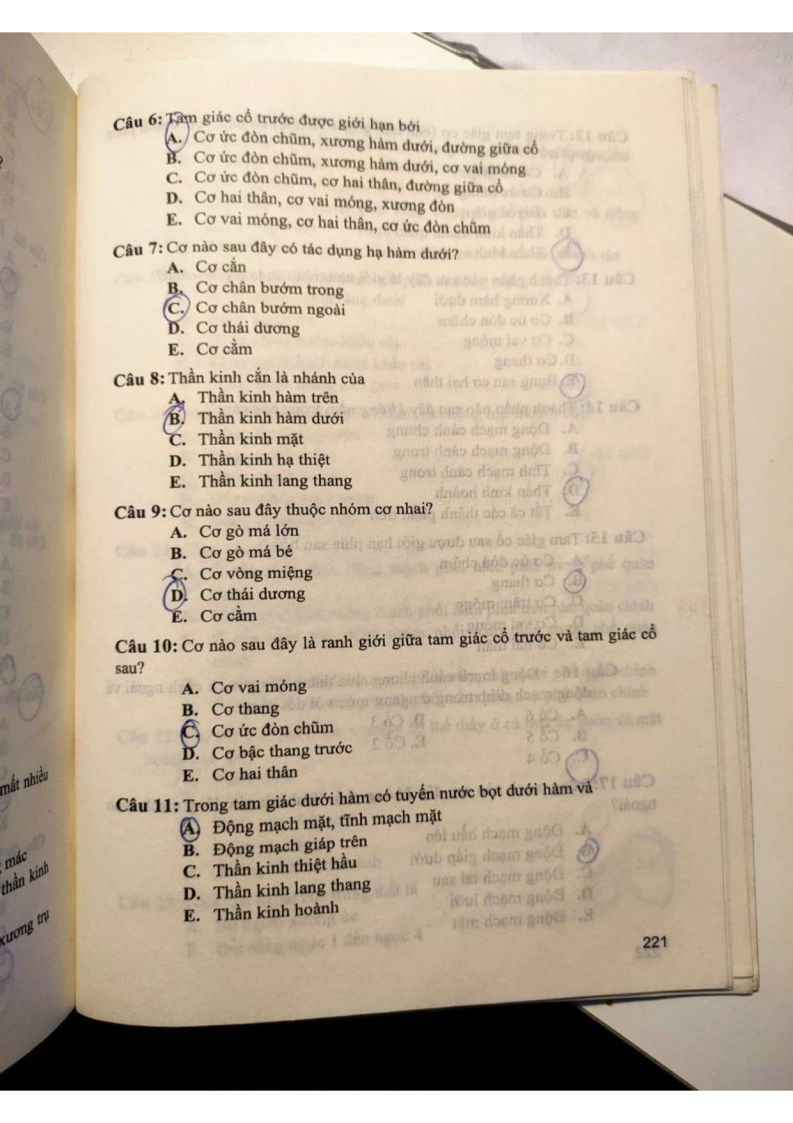 Câu 6: Tam giác cổ trước được giới hạn bởi
A. Cơ ức đòn chũm, xương hàm dưới, đường giữa cổ
B. Cơ ức đòn chũm, xương hàm dưới, cơ vai móng
C. Cơ ức đòn chũm, cơ hai thân, đường giữa cổ
D. Cơ hai thân, cơ vai móng, xương đòn
E. Cơ vai móng, cơ hai thân, cơ ức đòn chũm
Câu 7: Cơ nào sau đây có tác dụng hạ hàm dưới?
A. Cơ cắn
B. Cơ chân bướm trong
C. Cơ chân bướm ngoài
D. Cơ thái dương
E. Cơ cằm
Câu 8: Thần kinh cắn là nhánh của
A. Thần kinh hàm trên
B. Thần kinh hàm dưới
C. Thần kinh mặt
D. Thần kinh hạ thiệt
E. Thần kinh lang thang
Câu 9: Cơ nào sau đây thuộc nhóm cơ nhai?
A. Cơ gò má lớn
B. Cơ gò má bé
C. Cơ vòng miệng
D. Cơ thái dương
E. Cơ cằm
Câu 10: Cơ nào sau đây là ranh giới giữa tam giác cổ trước và tam giác cổ
sau?
A. Cơ vai móng
B. Cơ thang
C. Cơ ức đòn chũm
D. Cơ bậc thang trước
E. Cơ hai thân
Câu 11: Trong tam giác dưới hàm có tuyến nước bọt dưới hàm và
A. Động mạch mặt, tĩnh mạch mặt
B. Động mạch giáp trên
C. Thần kinh thiệt hầu
D. Thần kinh lang thang
E. Thần kinh hoành
221
mất nhiều
mác
thần kinh
xương trụ